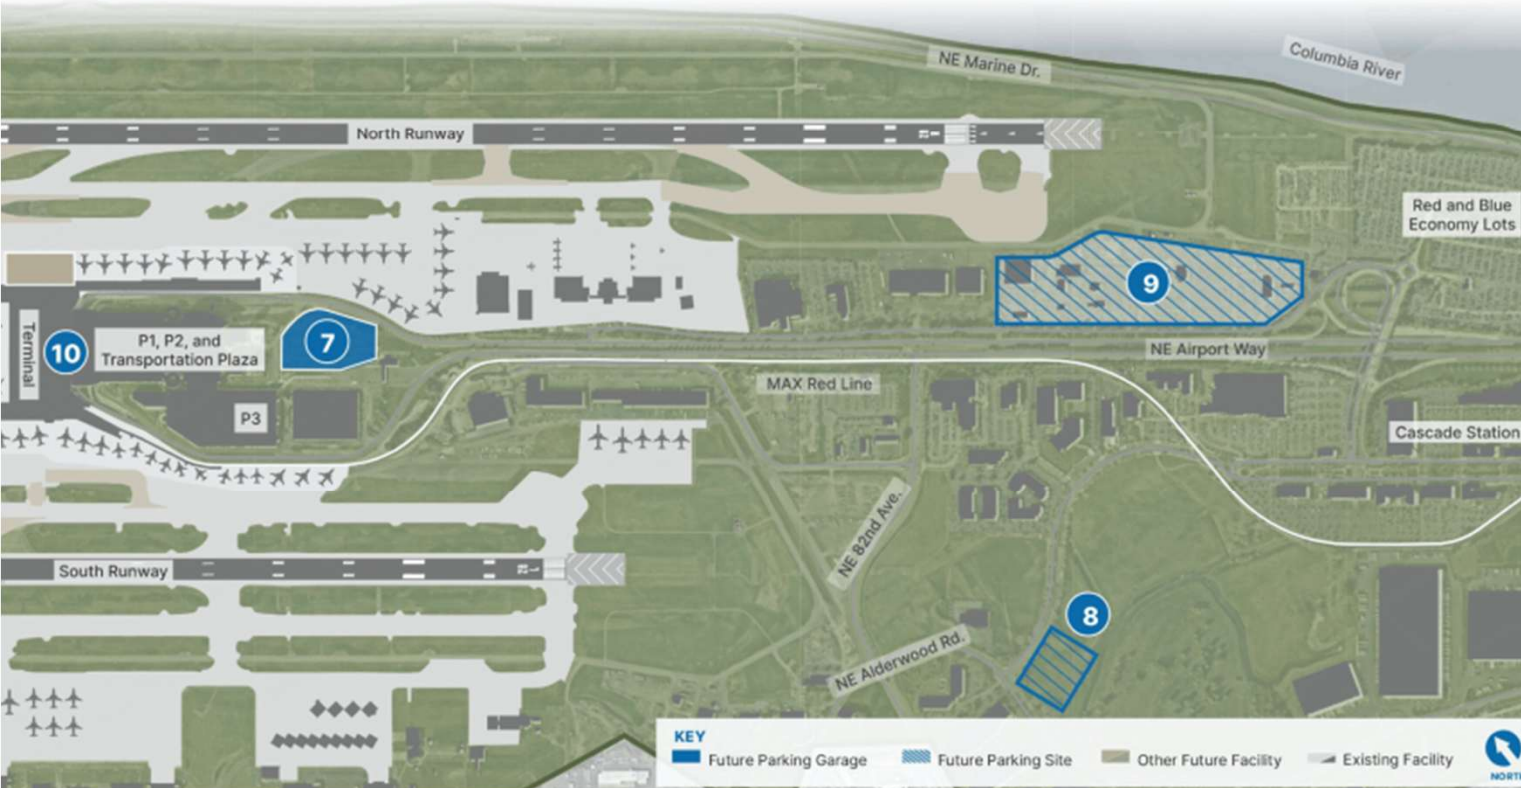 NE Marine Dr.
Columbia River
North Runway
Red and Blue
Economy Lots
9
Terminal
10
P1, P2, and
Transportation Plaza
7
NE Airport Way
MAX Red Line
P3
Cascade Station
NE 82nd Ave.
South Runway
8
NE Alderwood Rd.
KEY
Future Parking Garage
Future Parking Site
Other Future Facility
Existing Facility
NORTH